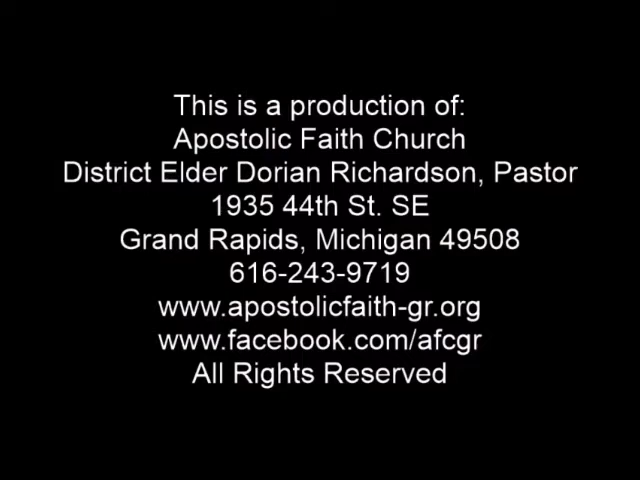 This is a production of:
Apostolic Faith Church
District Elder Dorian Richardson, Pastor
1935 44th St. SE
Grand Rapids, Michigan 49508
616-243-9719
www.apostolicfaith-gr.org
www.facebook.com/afcgr
All Rights Reserved